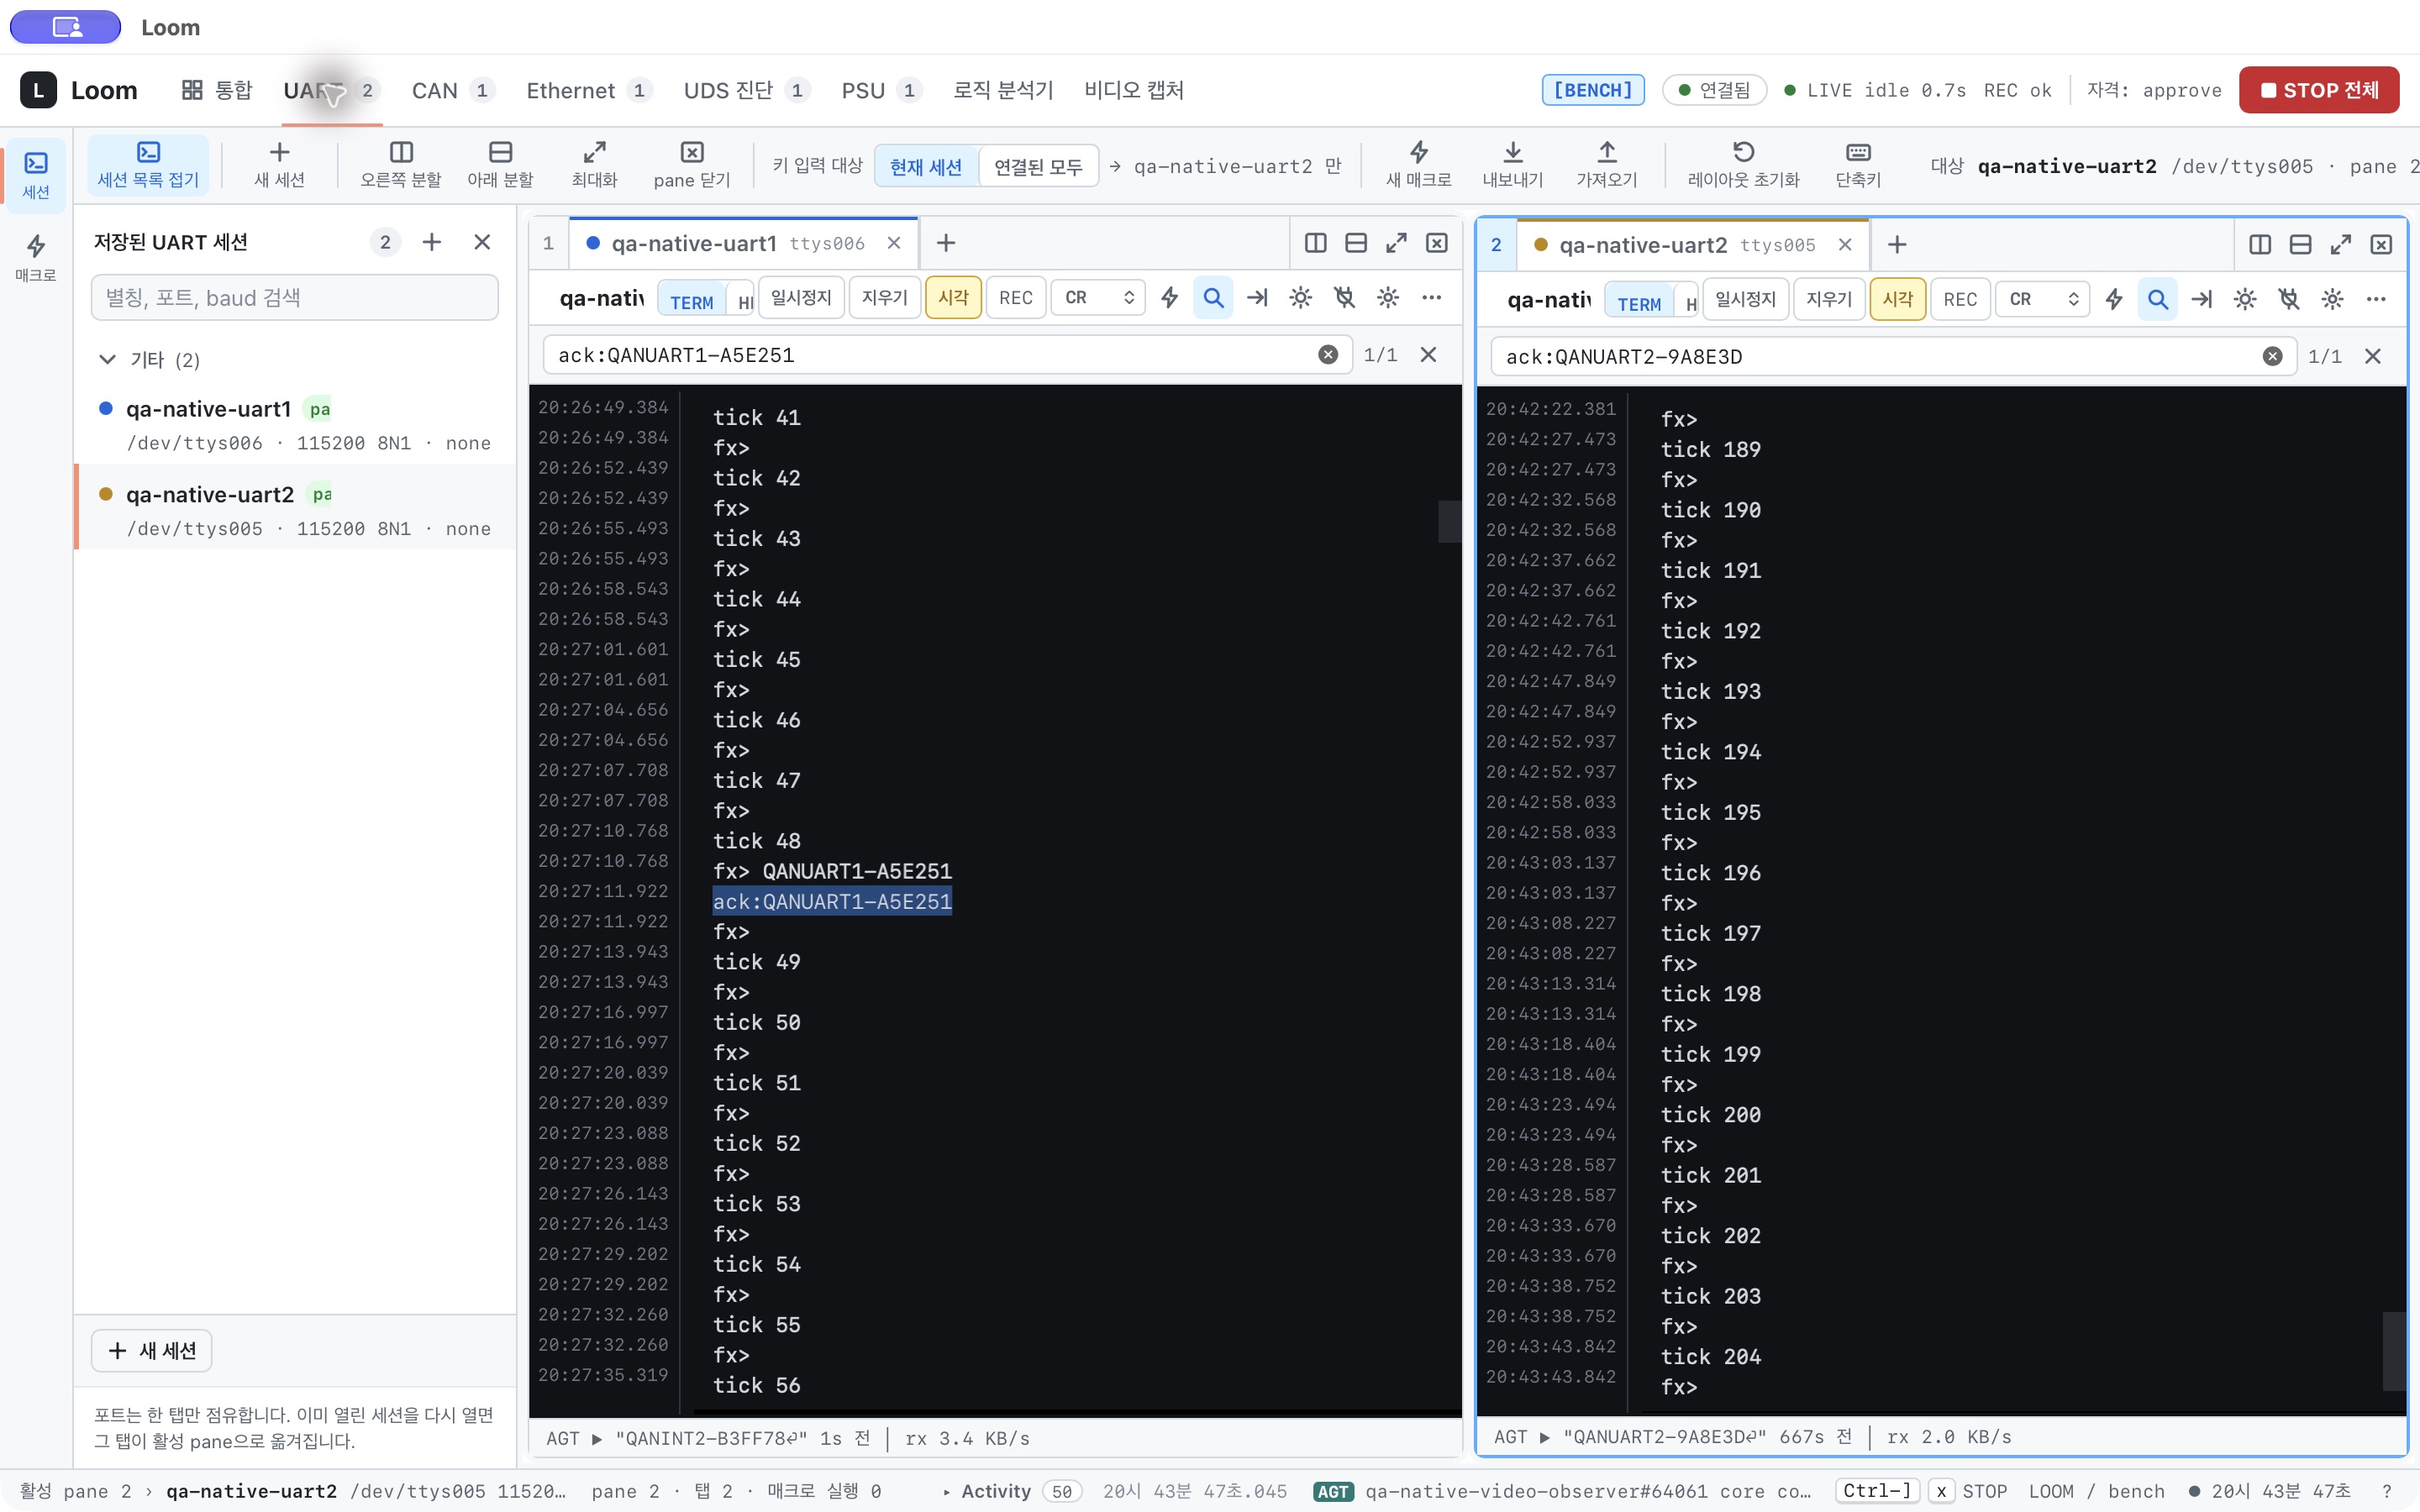 Loom
L Loom 통합 UART 2 CAN 1 Ethernet 1 UDS 진단 1 PSU 1 로직 분석기 비디오 캡처 [BENCH] 연결됨 LIVE idle 0.7s REC ok 자격: approve STOP 전체
세션 목록 접기 새 세션 오른쪽 분할 아래 분할 최대화 pane 닫기 키 입력 대상 현재 세션 연결된 모두 → qa-native-uart2 만 새 매크로 내보내기 가져오기 레이아웃 초기화 단축키 대상 qa-native-uart2 /dev/ttys005 · pane 2
세션
매크로
저장된 UART 세션 2
별칭, 포트, baud 검색
기타 (2)
qa-native-uart1 pa
/dev/ttys006 · 115200 8N1 · none
qa-native-uart2 pa
/dev/ttys005 · 115200 8N1 · none
새 세션
포트는 한 탭만 점유합니다. 이미 열린 세션을 다시 열면
그 탭이 활성 pane으로 옮겨집니다.
1 qa-native-uart1 ttys006
qa-nativ TERM 일시정지 지우기 시각 REC CR
ack:QANUART1-A5E251 1/1
20:26:49.384 tick 41
20:26:49.384 fx>
20:26:52.439 tick 42
20:26:52.439 fx>
20:26:55.493 tick 43
20:26:55.493 fx>
20:26:58.543 tick 44
20:26:58.543 fx>
20:27:01.601 tick 45
20:27:01.601 fx>
20:27:04.656 tick 46
20:27:04.656 fx>
20:27:07.708 tick 47
20:27:07.708 fx>
20:27:10.768 tick 48
20:27:10.768 fx> QANUART1-A5E251
20:27:11.922 ack:QANUART1-A5E251
20:27:11.922 fx>
20:27:13.943 tick 49
20:27:13.943 fx>
20:27:16.997 tick 50
20:27:16.997 fx>
20:27:20.039 tick 51
20:27:20.039 fx>
20:27:23.088 tick 52
20:27:23.088 fx>
20:27:26.143 tick 53
20:27:26.143 fx>
20:27:29.202 tick 54
20:27:29.202 fx>
20:27:32.260 tick 55
20:27:32.260 fx>
20:27:35.319 tick 56
AGT ▶ "QANINT2-B3FF78⏎" 1s 전 | rx 3.4 KB/s
2 qa-native-uart2 ttys005
qa-nativ TERM H 일시정지 지우기 시각 REC CR
ack:QANUART2-9A8E3D 1/1
20:42:22.381 fx>
20:42:27.473 tick 189
20:42:27.473 fx>
20:42:32.568 tick 190
20:42:32.568 fx>
20:42:37.662 tick 191
20:42:37.662 fx>
20:42:42.761 tick 192
20:42:42.761 fx>
20:42:47.849 tick 193
20:42:47.849 fx>
20:42:52.937 tick 194
20:42:52.937 fx>
20:42:58.033 tick 195
20:42:58.033 fx>
20:43:03.137 tick 196
20:43:03.137 fx>
20:43:08.227 tick 197
20:43:08.227 fx>
20:43:13.314 tick 198
20:43:13.314 fx>
20:43:18.404 tick 199
20:43:18.404 fx>
20:43:23.494 tick 200
20:43:23.494 fx>
20:43:28.587 tick 201
20:43:28.587 fx>
20:43:33.670 tick 202
20:43:33.670 fx>
20:43:38.752 tick 203
20:43:38.752 fx>
20:43:43.842 tick 204
20:43:43.842 fx>
AGT ▶ "QANUART2-9A8E3D⏎" 667s 전 | rx 2.0 KB/s
활성 pane 2 › qa-native-uart2 /dev/ttys005 11520… pane 2 · 탭 2 · 매크로 실행 0 ▸ Activity 50 20시 43분 47초.045 AGT qa-native-video-observer#64061 core co… Ctrl-] x STOP LOOM / bench 20시 43분 47초 ?